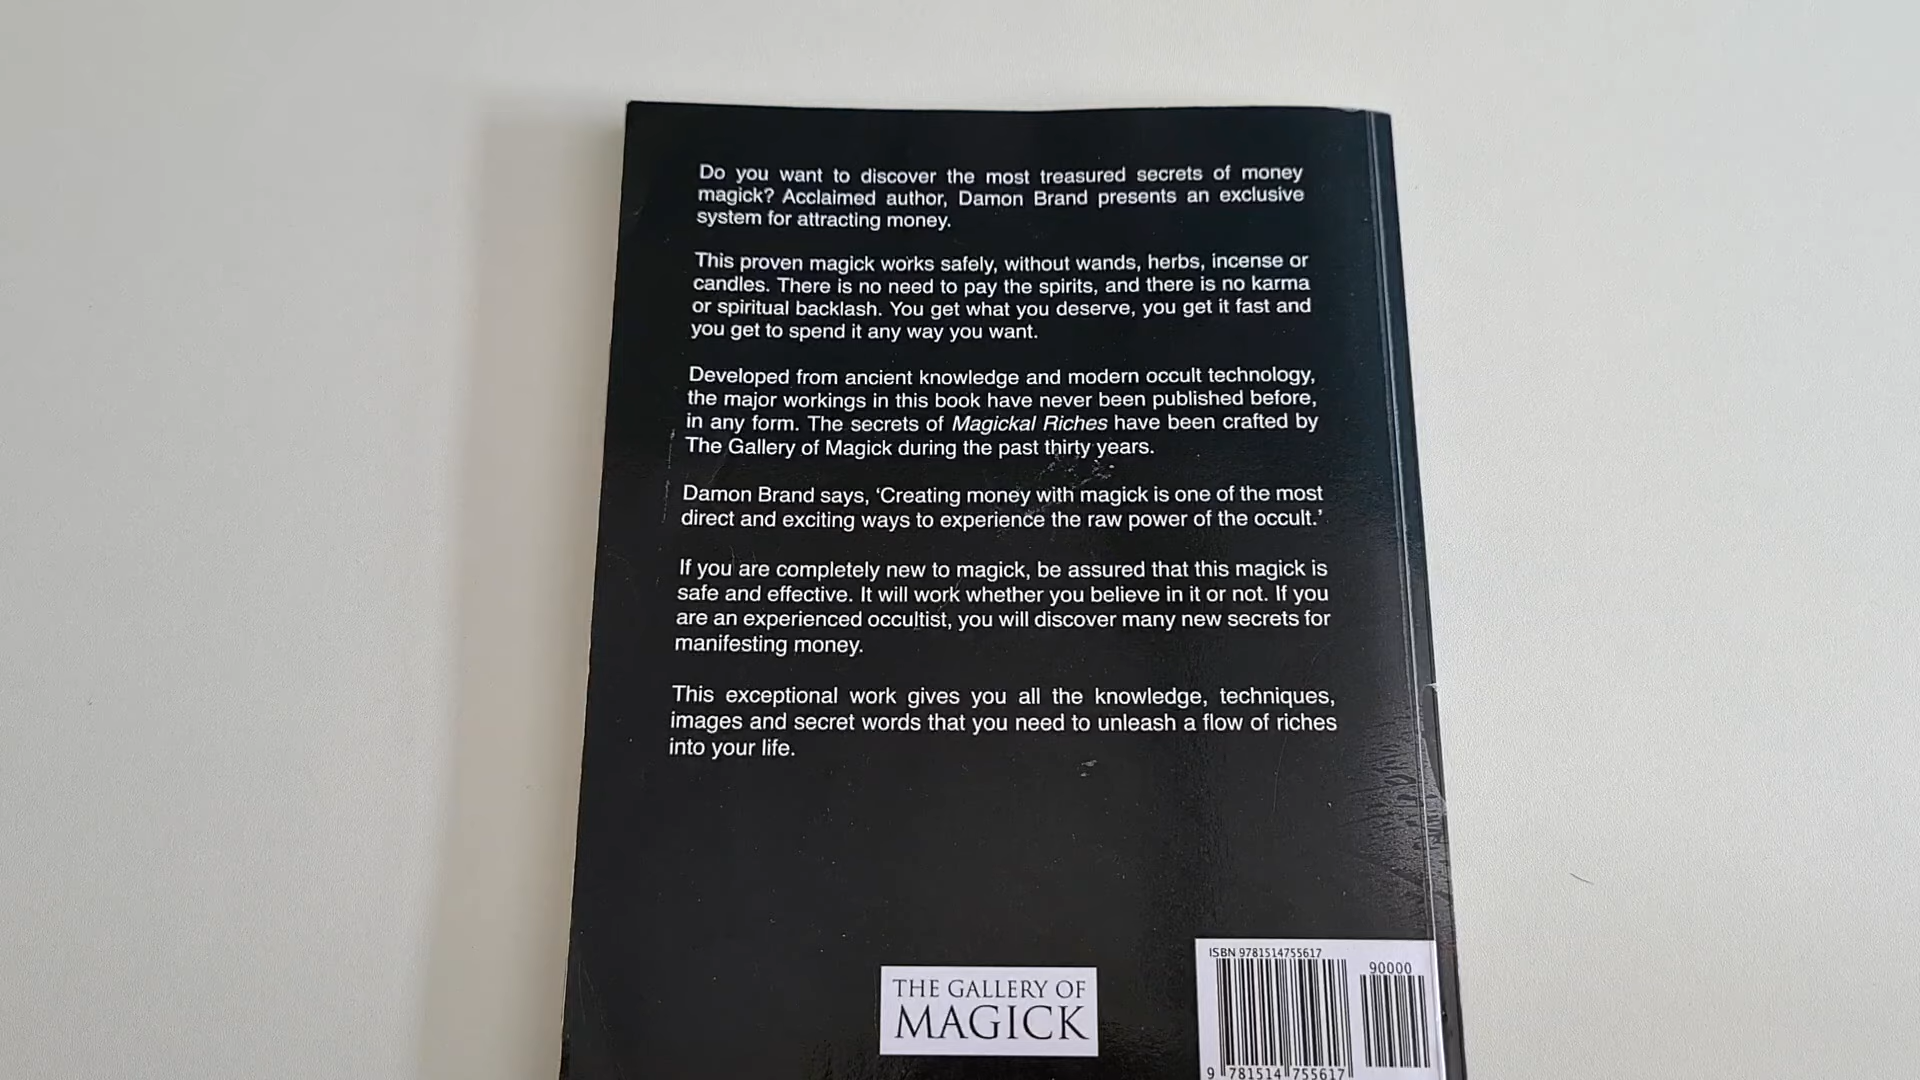 Do you want to discover the most treasured secrets of money
magick? Acclaimed author, Damon Brand presents an exclusive
system for attracting money.
This proven magick works safely, without wands, herbs, incense or
candles. There is no need to pay the spirits, and there is no karma
or spiritual backlash. You get what you deserve, you get it fast and
you get to spend it any way you want.
Developed from ancient knowledge and modern occult technology,
the major workings in this book have never been published before,
in any form. The secrets of Magickal Riches have been crafted by
The Gallery of Magick during the past thirty years.
Damon Brand says, ‘Creating money with magick is one of the most
direct and exciting ways to experience the raw power of the occult.’
If you are completely new to magick, be assured that this magick is
safe and effective. It will work whether you believe in it or not. If you
are an experienced occultist, you will discover many new secrets for
manifesting money.
This exceptional work gives you all the knowledge, techniques,
images and secret words that you need to unleash a flow of riches
into your life.
THE GALLERY OF
MAGICK
ISBN 9781514755617
90000
9 781514 755617